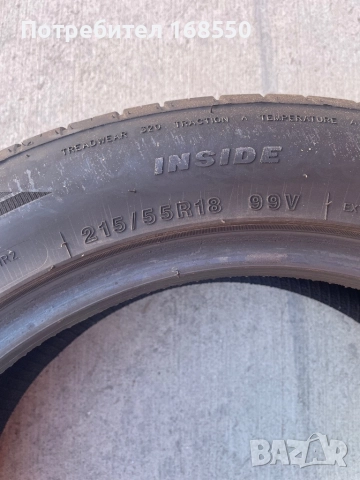 Потребител 168550
TREADWEAR 320 TRACTION A TEMPERATURE A
INSIDE
215/55R18 99V
BAZAR